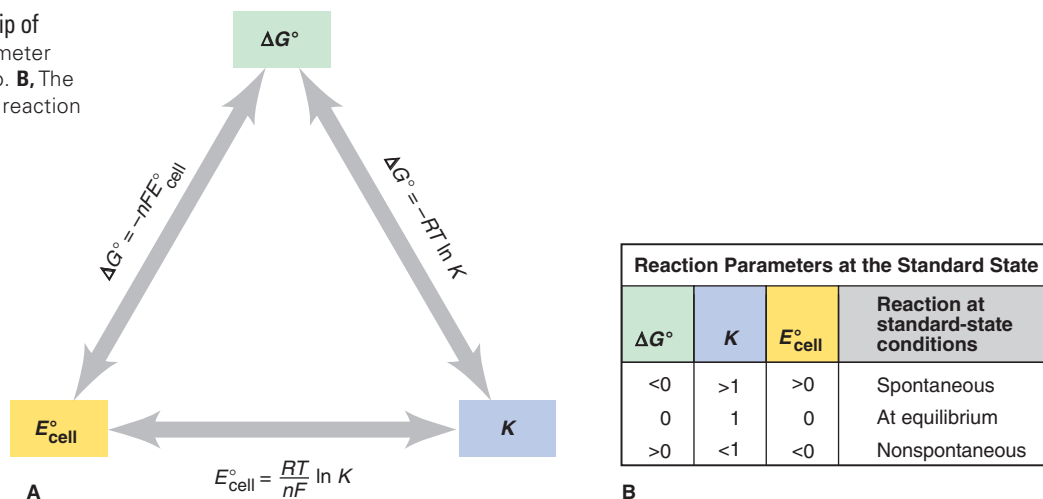 ip of
meter
o. B, The
reaction
ΔG°
ΔG° = –nFE°cell
ΔG° = –RT ln K
E°cell
K
E°cell = RT/nF ln K
A
Reaction Parameters at the Standard State
ΔG° K E°cell Reaction at
standard-state
conditions
<0 >1 >0 Spontaneous
0 1 0 At equilibrium
>0 <1 <0 Nonspontaneous
B